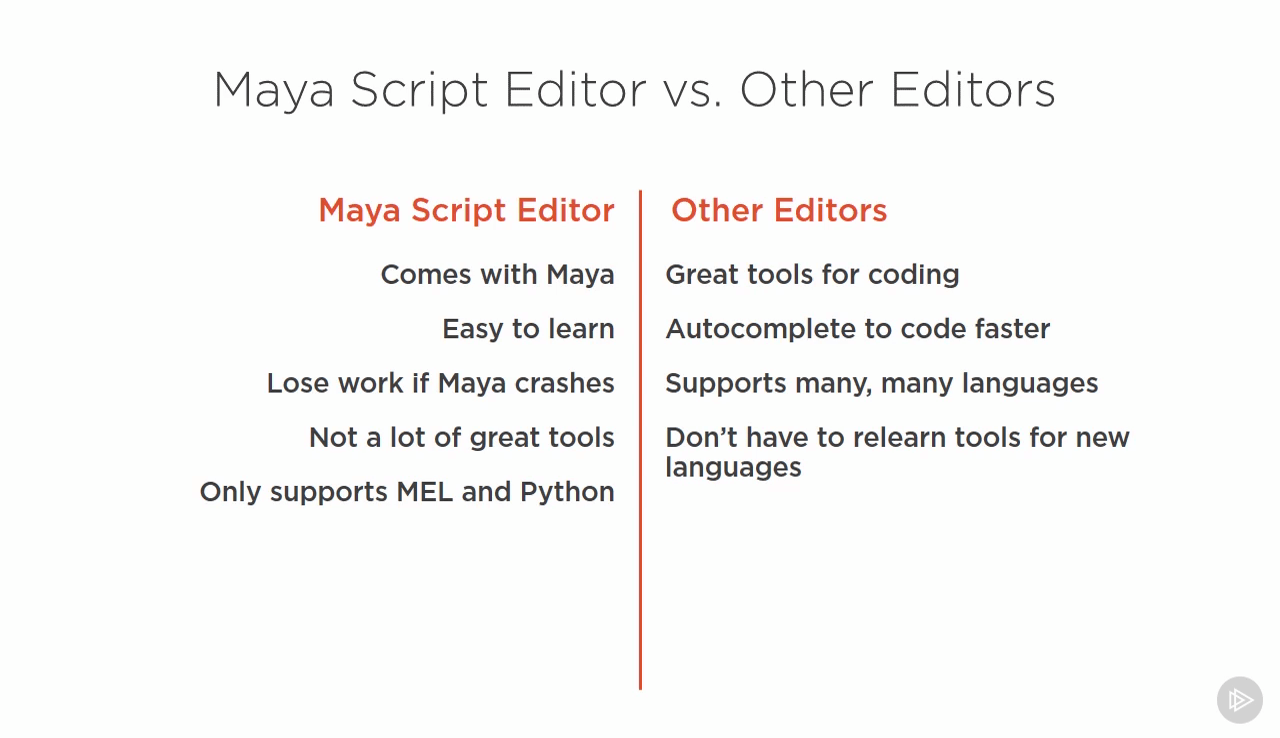 Maya Script Editor vs. Other Editors
Maya Script Editor
Comes with Maya
Easy to learn
Lose work if Maya crashes
Not a lot of great tools
Only supports MEL and Python
Other Editors
Great tools for coding
Autocomplete to code faster
Supports many, many languages
Don’t have to relearn tools for new
languages